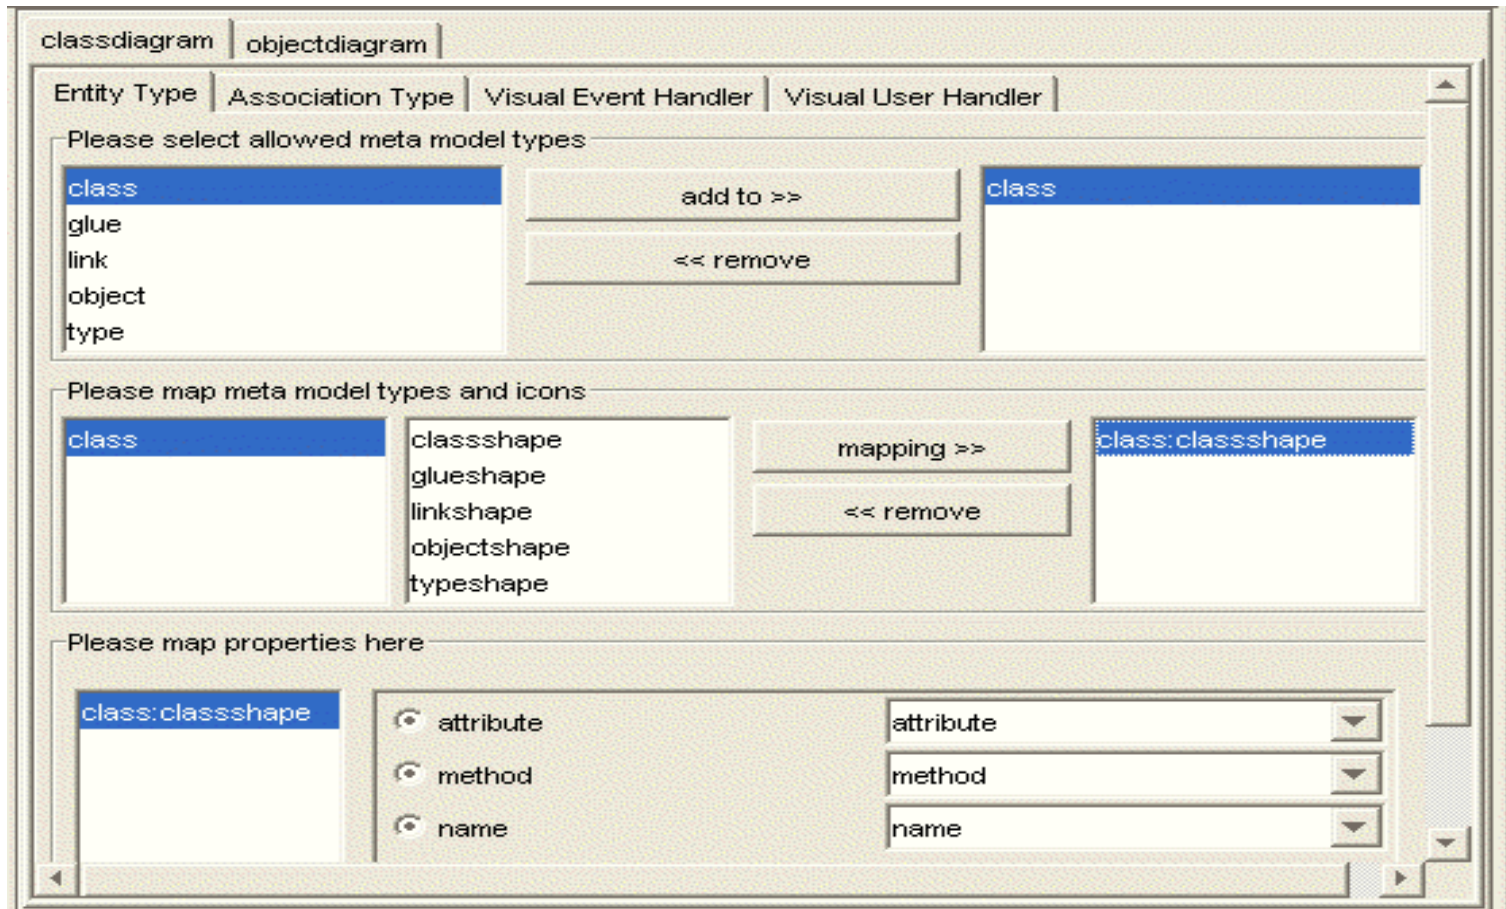 classdiagram objectdiagram
Entity Type Association Type Visual Event Handler Visual User Handler
Please select allowed meta model types
class add to >> class
glue
<< remove
link
object
type
Please map meta model types and icons
class classshape mapping >> class:classshape
glueshape
linkshape << remove
objectshape
typeshape
Please map properties here
class:classshape attribute attribute
method method
name name